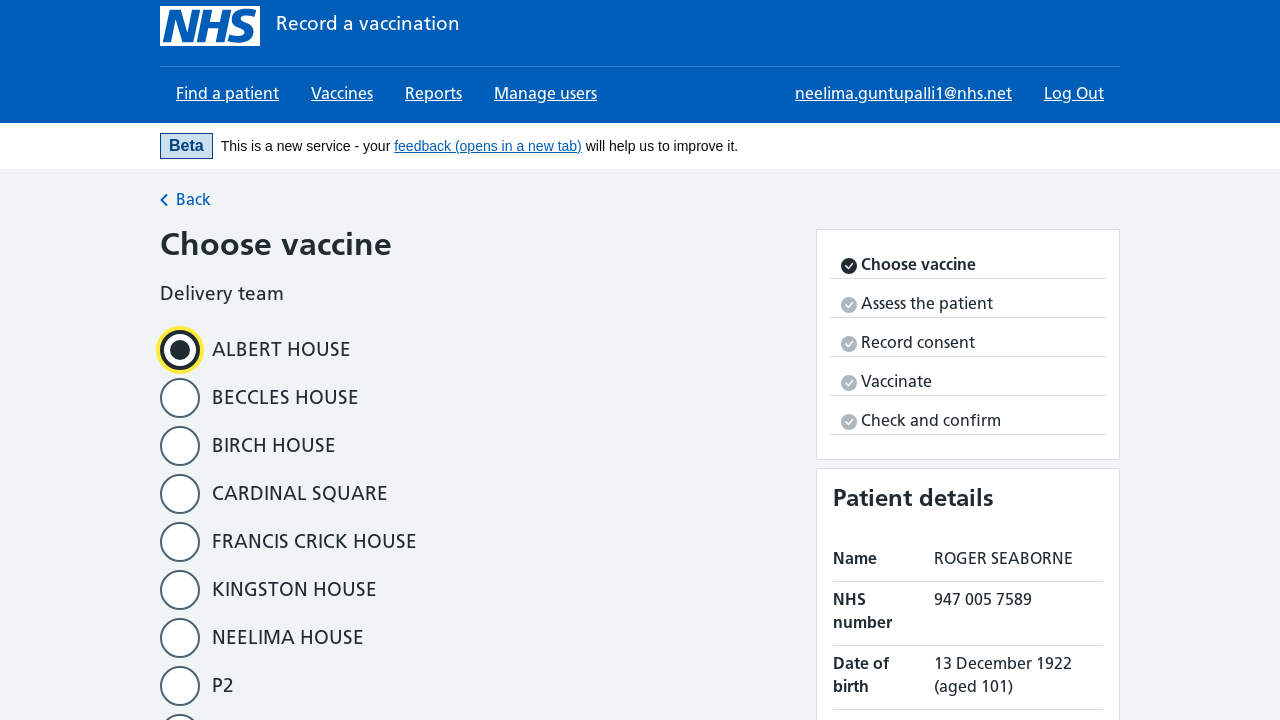 NHS Record a vaccination
Find a patient Vaccines Reports Manage users neelima.guntupalli1@nhs.net Log Out
Beta This is a new service - your feedback (opens in a new tab) will help us to improve it.
Back
Choose vaccine
Delivery team
ALBERT HOUSE
BECCLES HOUSE
BIRCH HOUSE
CARDINAL SQUARE
FRANCIS CRICK HOUSE
KINGSTON HOUSE
NEELIMA HOUSE
P2
Choose vaccine
Assess the patient
Record consent
Vaccinate
Check and confirm
Patient details
Name ROGER SEABORNE
NHS number 947 005 7589
Date of birth 13 December 1922 (aged 101)